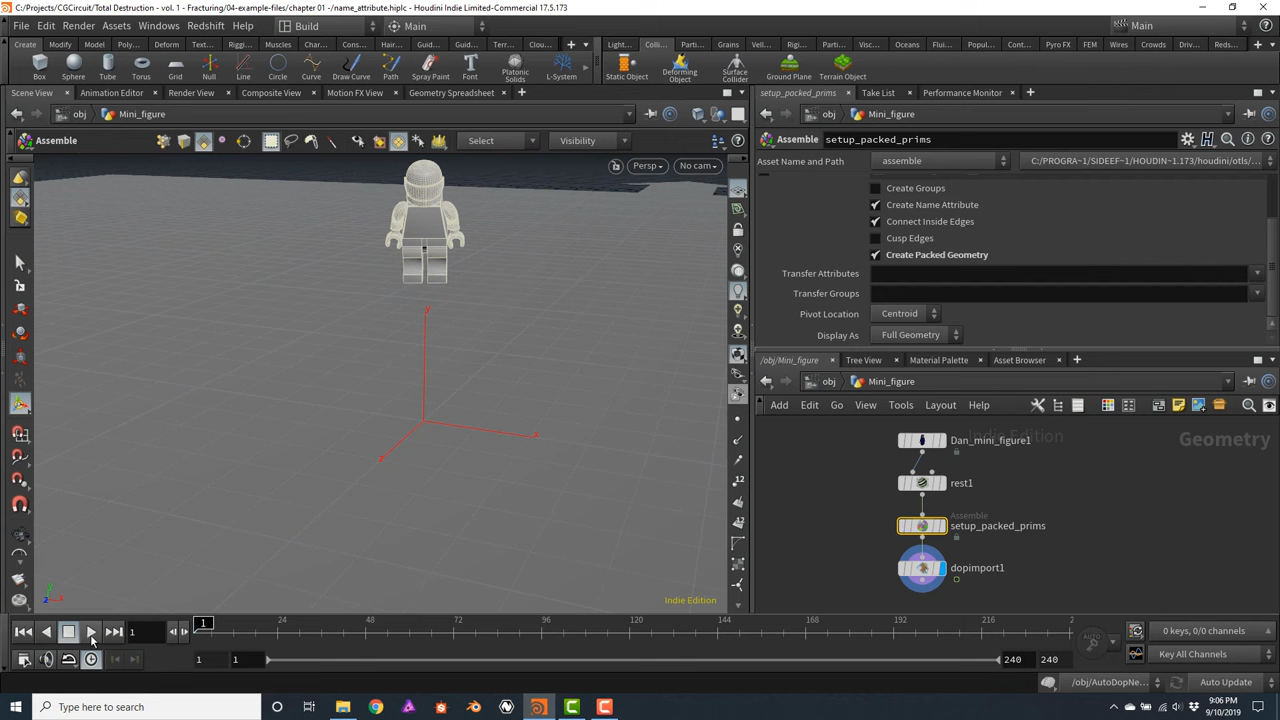 C:/Projects/CGCircuit/Total Destruction - vol. 1 - Fracturing/04-example-files/chapter 01 -/name_attribute.hiplc - Houdini Indie Limited-Commercial 17.5.173
File Edit Render Assets Windows Redshift Help Build Main Main
Create Modify Model Poly... Deform Text... Riggi... Muscles Char... Cons... Hair... Guid... Guid... Terr... Clou... Light... Colli... Parti... Grains Vell... Rigi... Parti... Visc... Oceans Flui... Popul... Cont... Pyro FX FEM Wires Crowds Driv... Reds...
Box Sphere Tube Torus Grid Null Line Circle Curve Draw Curve Path Spray Paint Font Platonic Solids L-System Static Object Deforming Object Surface Collider Ground Plane Terrain Object
Scene View Animation Editor Render View Composite View Motion FX View Geometry Spreadsheet setup_packed_prims Take List Performance Monitor
obj Mini_figure obj Mini_figure
Assemble Select Visibility Assemble setup_packed_prims
Asset Name and Path assemble C:/PROGRA~1/SIDEEF~1/HOUDIN~1.173/houdini/otls/...
Persp No cam
Create Groups
Create Name Attribute
Connect Inside Edges
Cusp Edges
Create Packed Geometry
Transfer Attributes
Transfer Groups
Pivot Location Centroid
Display As Full Geometry
/obj/Mini_figure Tree View Material Palette Asset Browser
obj Mini_figure
Add Edit Go View Tools Layout Help
Indie Edition Geometry
Dan_mini_figure1
rest1
Assemble
setup_packed_prims
dopimport1
y
x
z
12
12
Indie Edition
1 1 24 48 72 96 120 144 168 192 216 2
AUTO
0 keys, 0/0 channels
1 1 240 240 Key All Channels
/obj/AutoDopNe... Auto Update
Type here to search
9:06 PM
9/10/2019